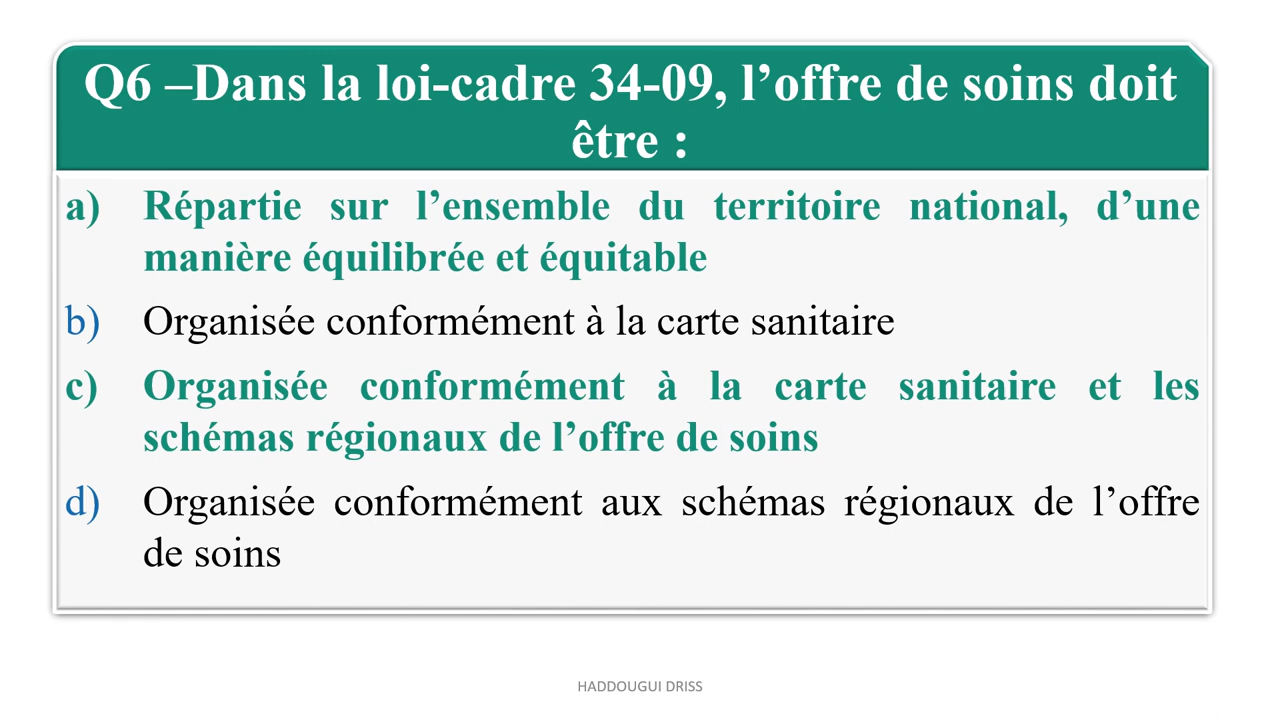 Q6 –Dans la loi-cadre 34-09, l’offre de soins doit
être :
a) Répartie sur l’ensemble du territoire national, d’une
manière équilibrée et équitable
b) Organisée conformément à la carte sanitaire
c) Organisée conformément à la carte sanitaire et les
schémas régionaux de l’offre de soins
d) Organisée conformément aux schémas régionaux de l’offre
de soins
HADDOUGUI DRISS